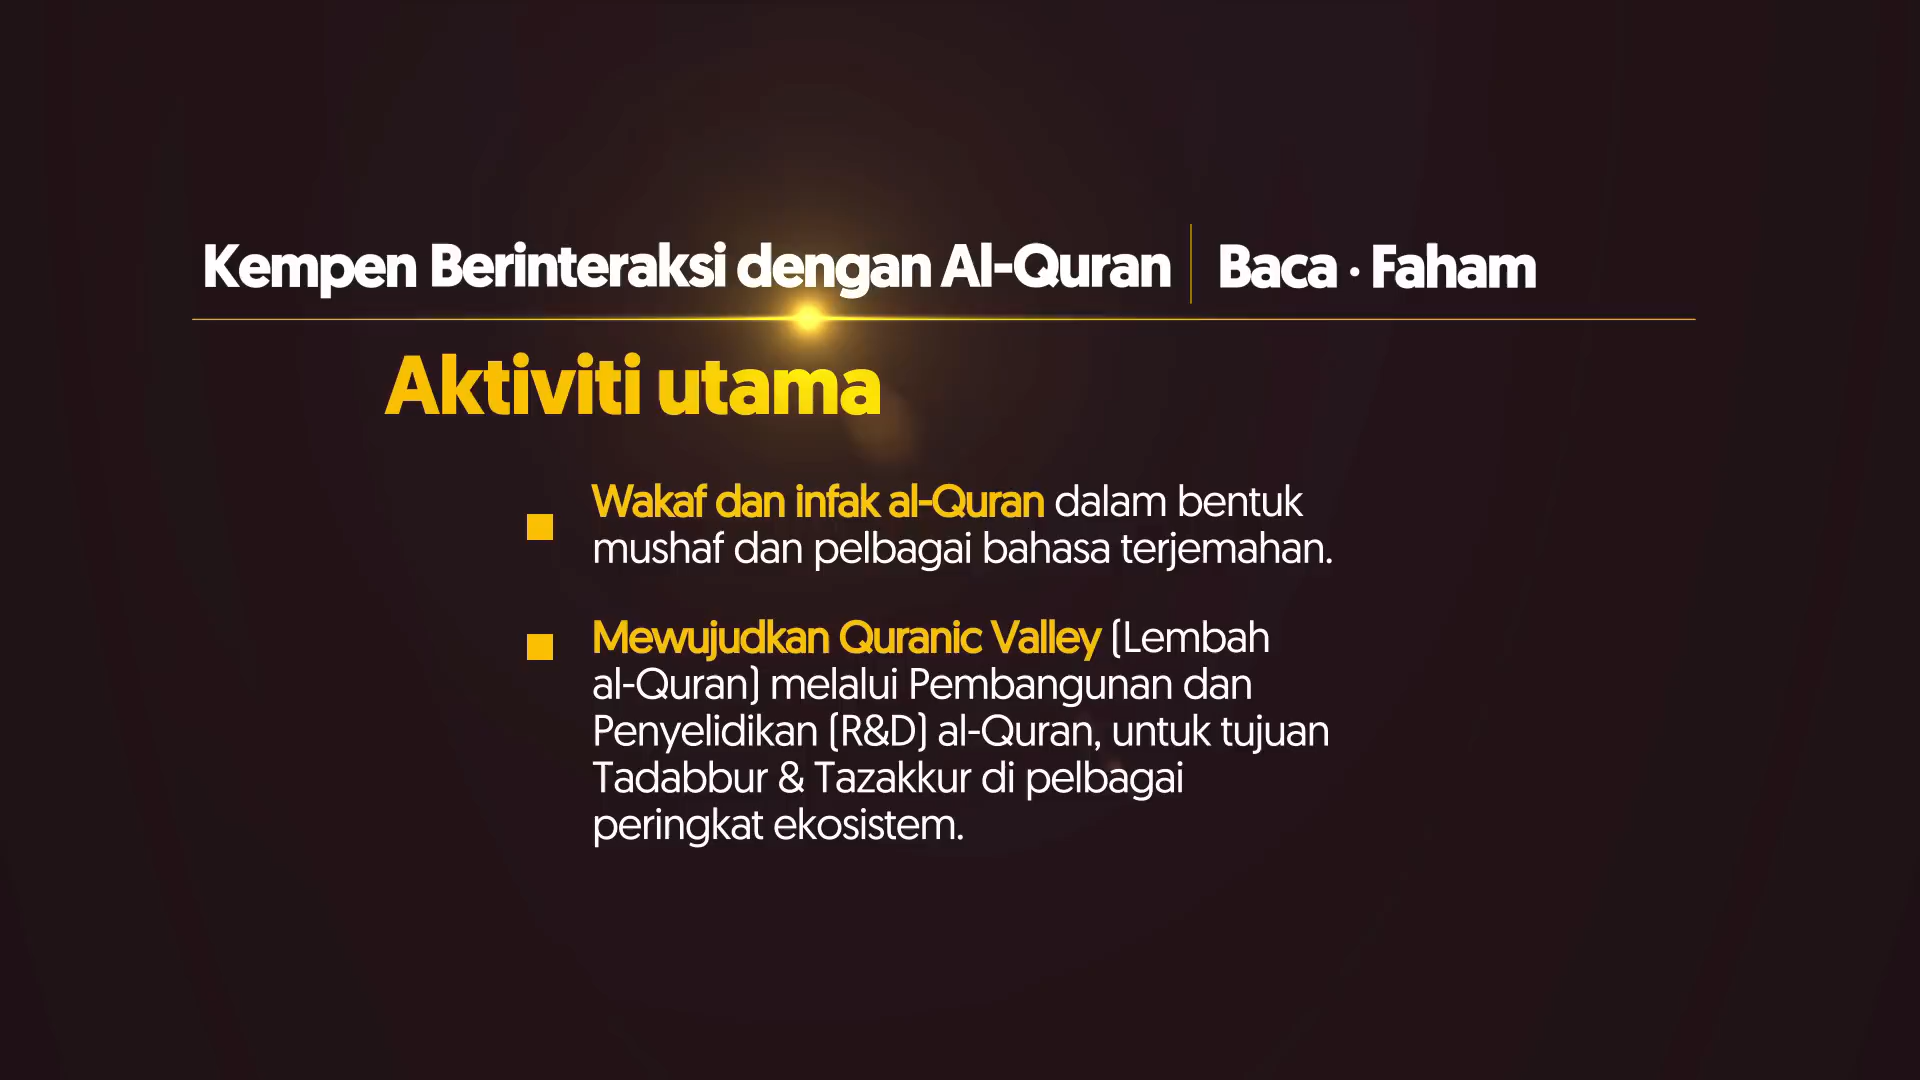 Kempen Berinteraksi dengan Al-Quran Baca · Faham
Aktiviti utama
Wakaf dan infak al-Quran dalam bentuk
mushaf dan pelbagai bahasa terjemahan.
Mewujudkan Quranic Valley (Lembah
al-Quran) melalui Pembangunan dan
Penyelidikan (R&D) al-Quran, untuk tujuan
Tadabbur & Tazakkur di pelbagai
peringkat ekosistem.